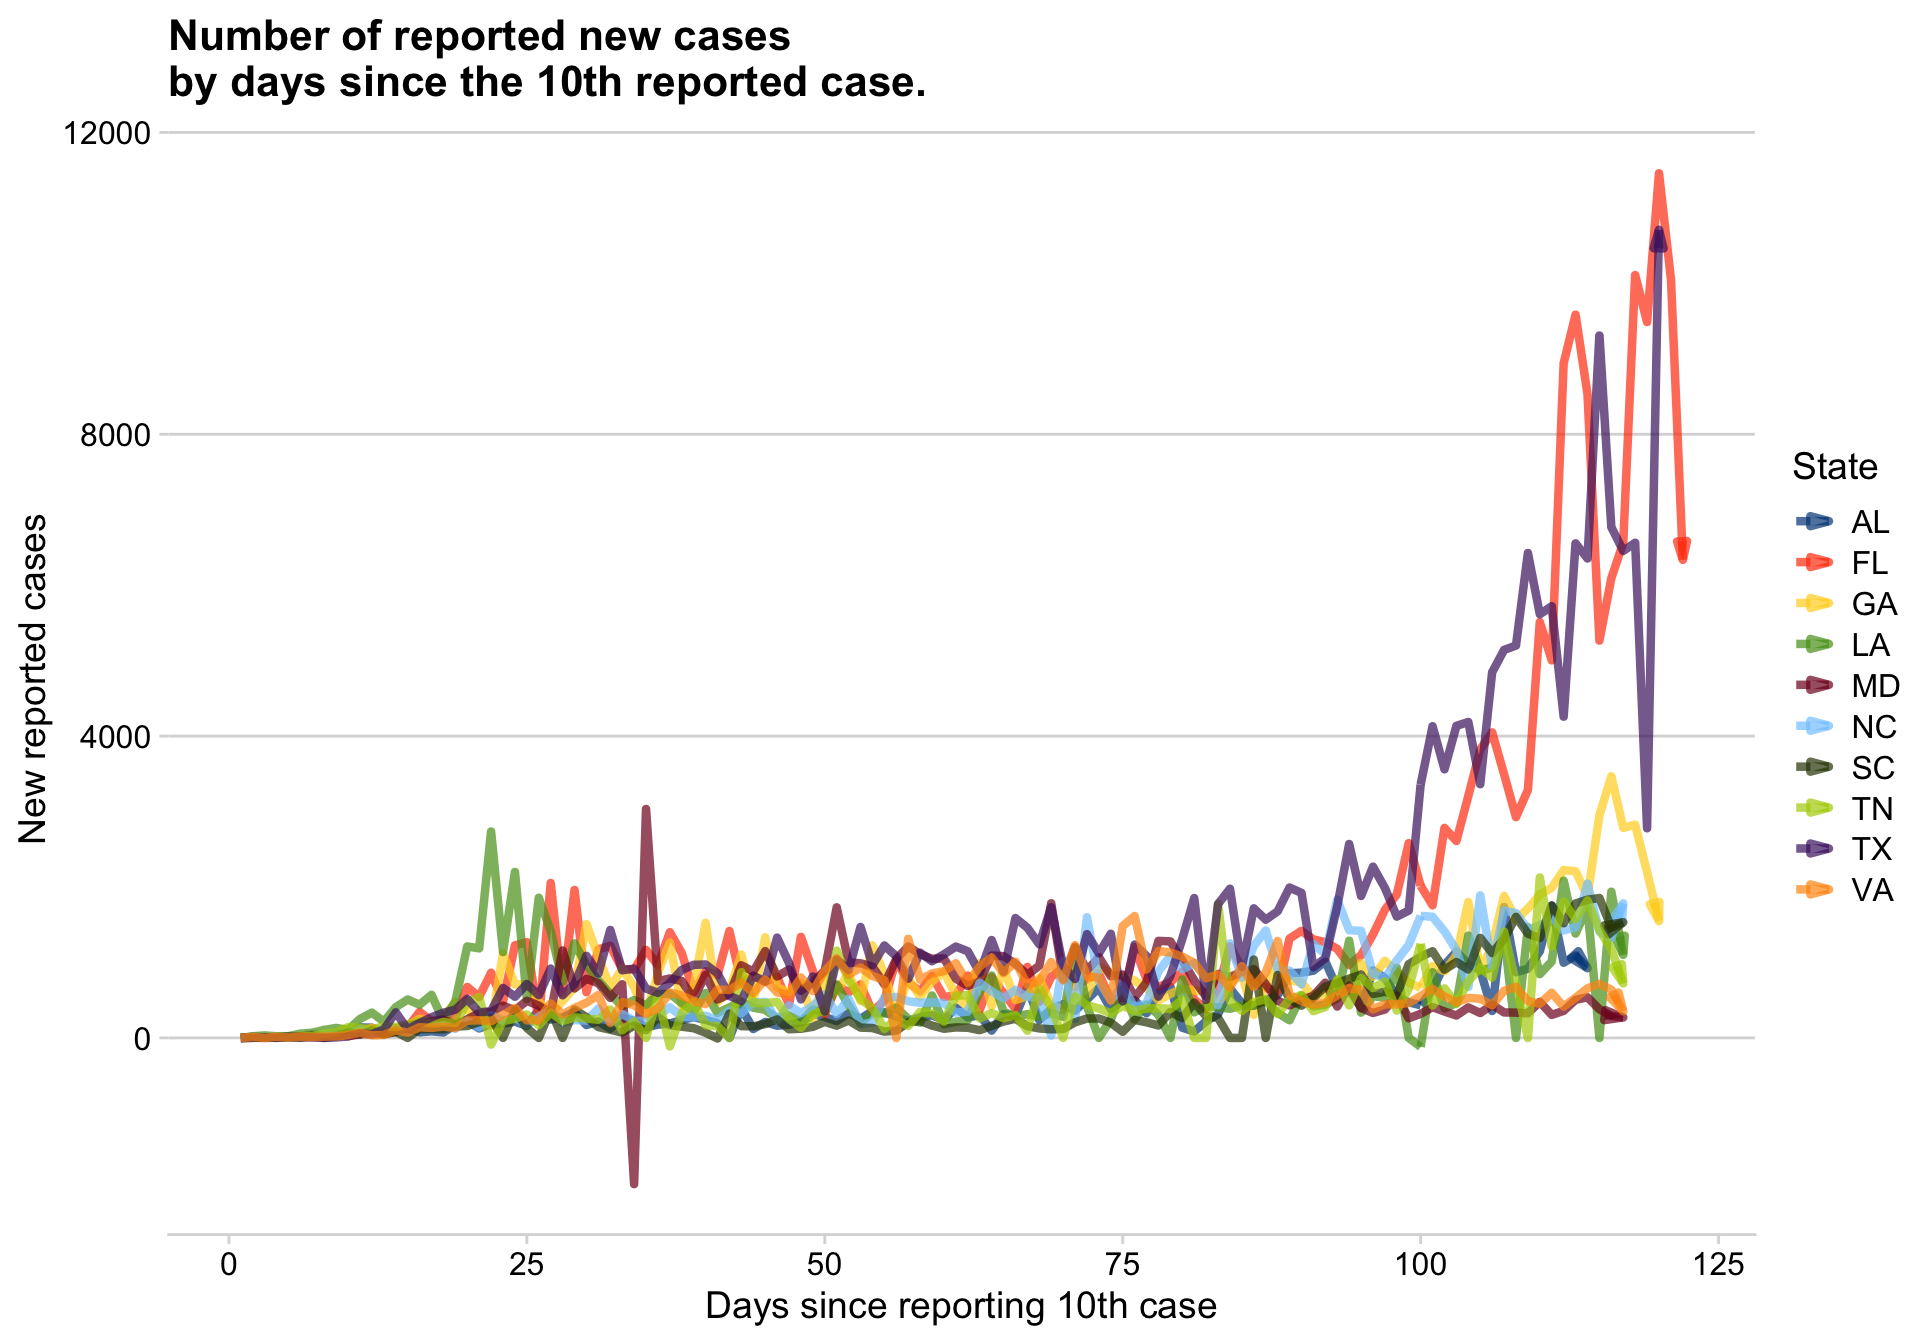 Number of reported new cases
by days since the 10th reported case.
12000
8000
4000
0
New reported cases
0 25 50 75 100 125
Days since reporting 10th case
State
AL
FL
GA
LA
MD
NC
SC
TN
TX
VA